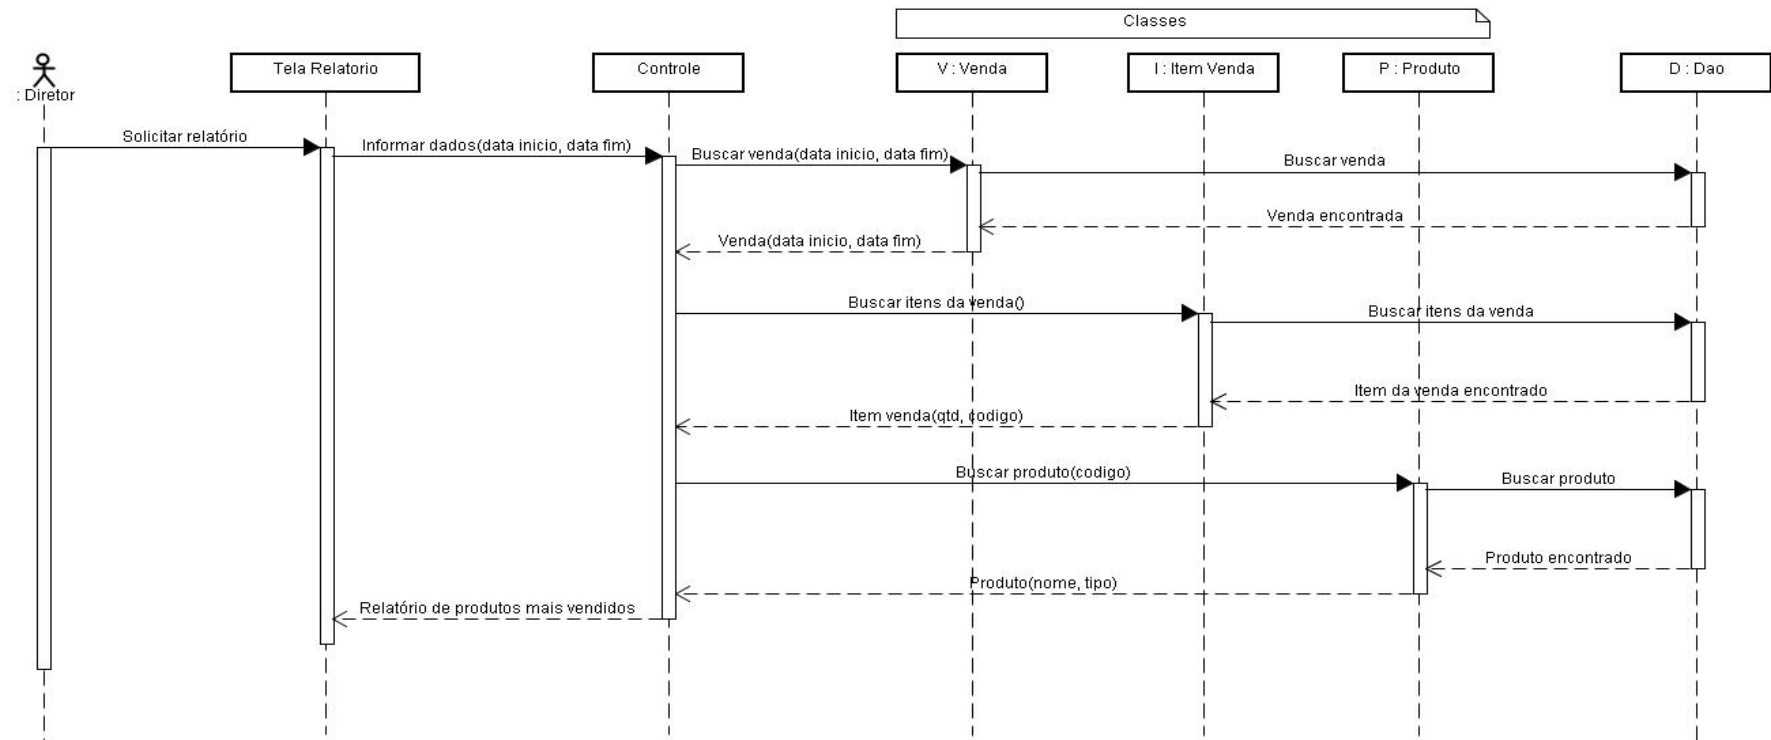 Classes
: Diretor
Tela Relatorio
Controle
V : Venda
I : Item Venda
P : Produto
D : Dao
Solicitar relatório
Informar dados(data inicio, data fim)
Buscar venda(data inicio, data fim)
Buscar venda
Venda encontrada
Venda(data inicio, data fim)
Buscar itens da venda()
Buscar itens da venda
Item da venda encontrado
Item venda(qtd, codigo)
Buscar produto(codigo)
Buscar produto
Produto encontrado
Produto(nome, tipo)
Relatório de produtos mais vendidos